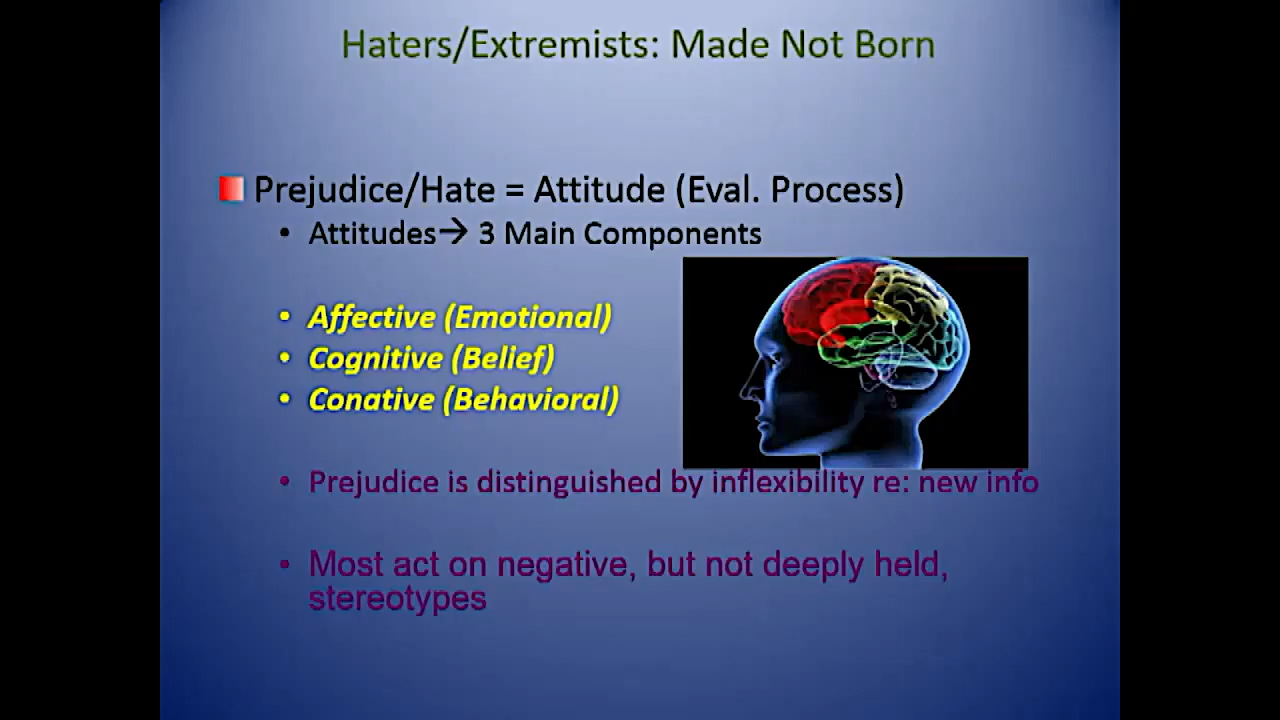 Haters/Extremists: Made Not Born
Prejudice/Hate = Attitude (Eval. Process)
• Attitudes→ 3 Main Components
• Affective (Emotional)
• Cognitive (Belief)
• Conative (Behavioral)
• Prejudice is distinguished by inflexibility re: new info
• Most act on negative, but not deeply held,
stereotypes